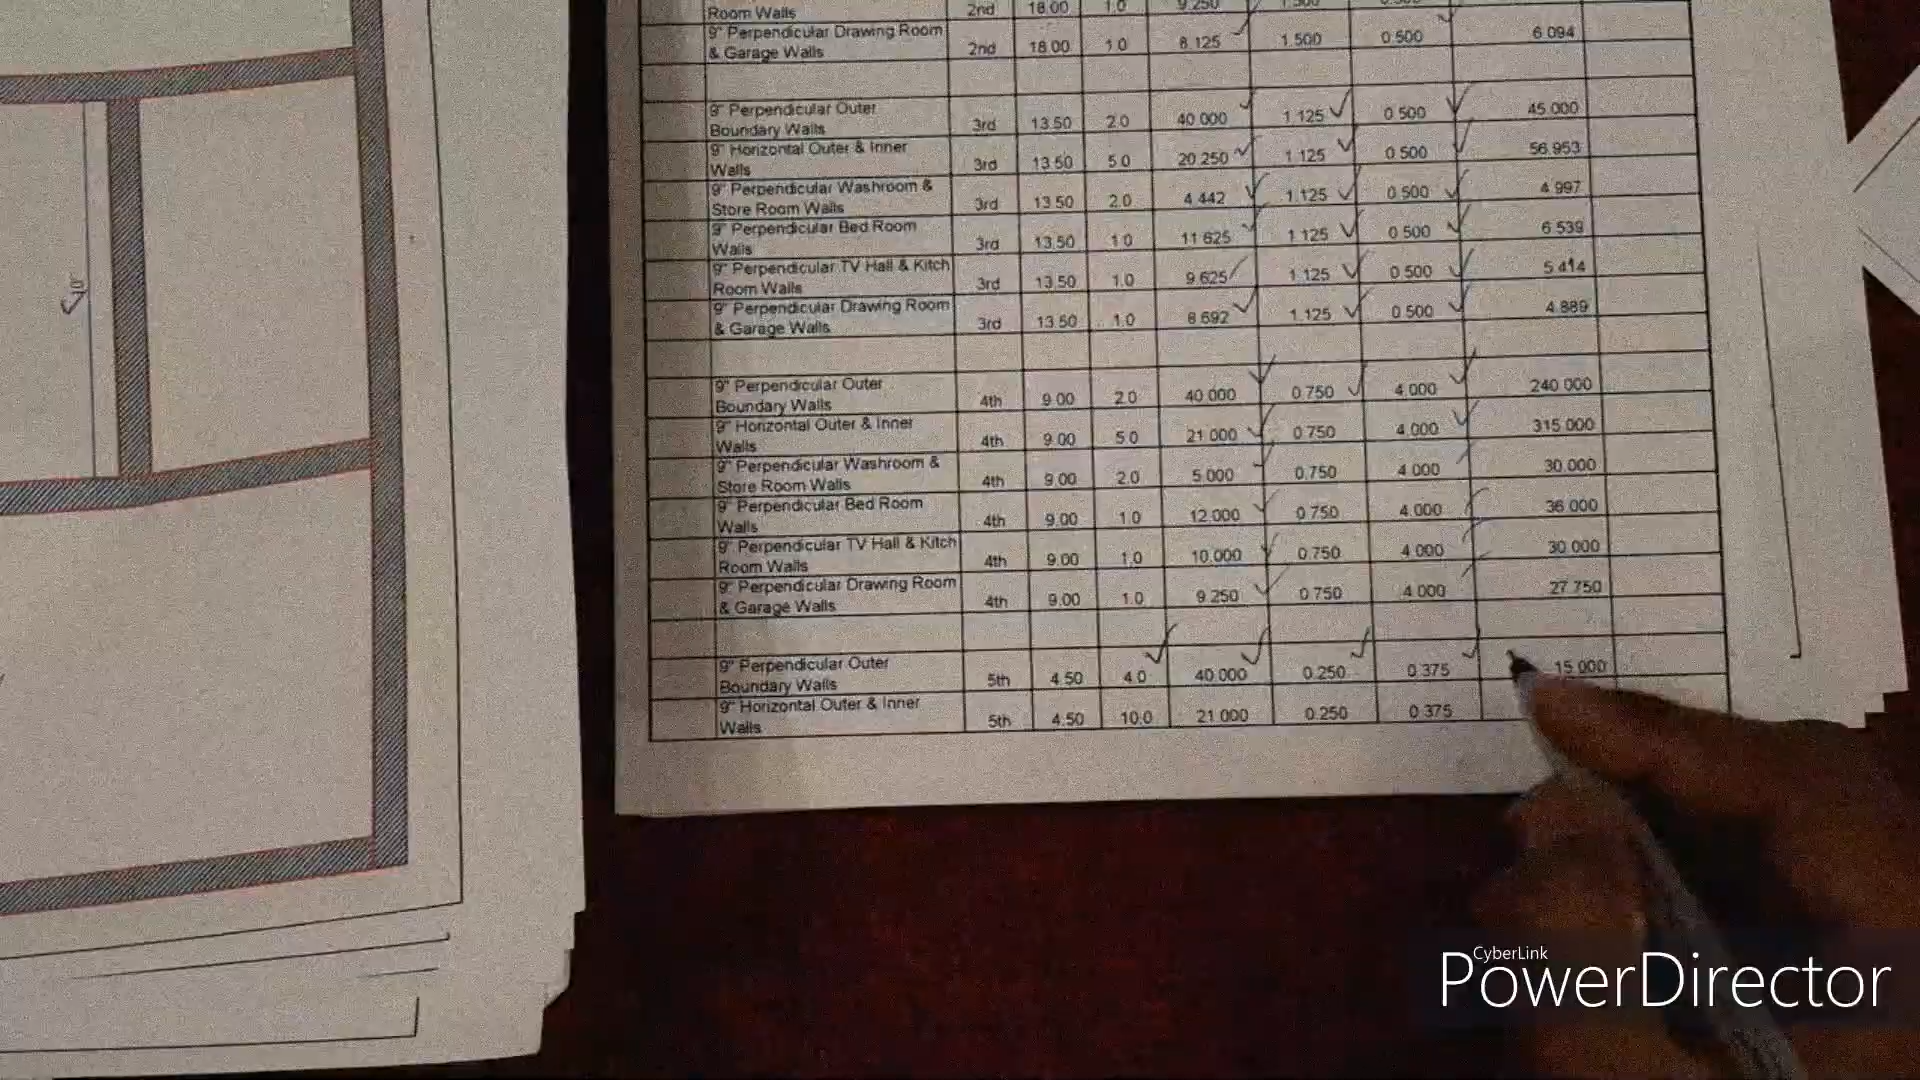 Room Walls 2nd 18.00 1.0 9.250
9" Perpendicular Drawing Room
& Garage Walls 2nd 18.00 1.0 8.125 1.500 0.500 6.094
9" Perpendicular Outer
Boundary Walls 3rd 13.50 2.0 40.000 1.125 0.500 45.000
9" Horizontal Outer & Inner
Walls 3rd 13.50 5.0 20.250 1.125 0.500 56.953
9" Perpendicular Washroom &
Store Room Walls 3rd 13.50 2.0 4.442 1.125 0.500 4.997
9" Perpendicular Bed Room
Walls 3rd 13.50 1.0 11.625 1.125 0.500 6.539
9" Perpendicular TV Hall & Kitch
Room Walls 3rd 13.50 1.0 9.625 1.125 0.500 5.414
9" Perpendicular Drawing Room
& Garage Walls 3rd 13.50 1.0 8.692 1.125 0.500 4.889
9" Perpendicular Outer
Boundary Walls 4th 9.00 2.0 40.000 0.750 4.000 240.000
9" Horizontal Outer & Inner
Walls 4th 9.00 5.0 21.000 0.750 4.000 315.000
9" Perpendicular Washroom &
Store Room Walls 4th 9.00 2.0 5.000 0.750 4.000 30.000
9" Perpendicular Bed Room
Walls 4th 9.00 1.0 12.000 0.750 4.000 36.000
9" Perpendicular TV Hall & Kitch
Room Walls 4th 9.00 1.0 10.000 0.750 4.000 30.000
9" Perpendicular Drawing Room
& Garage Walls 4th 9.00 1.0 9.250 0.750 4.000 27.750
9" Perpendicular Outer
Boundary Walls 5th 4.50 4.0 40.000 0.250 0.375 15.000
9" Horizontal Outer & Inner
Walls 5th 4.50 10.0 21.000 0.250 0.375
CyberLink
PowerDirector